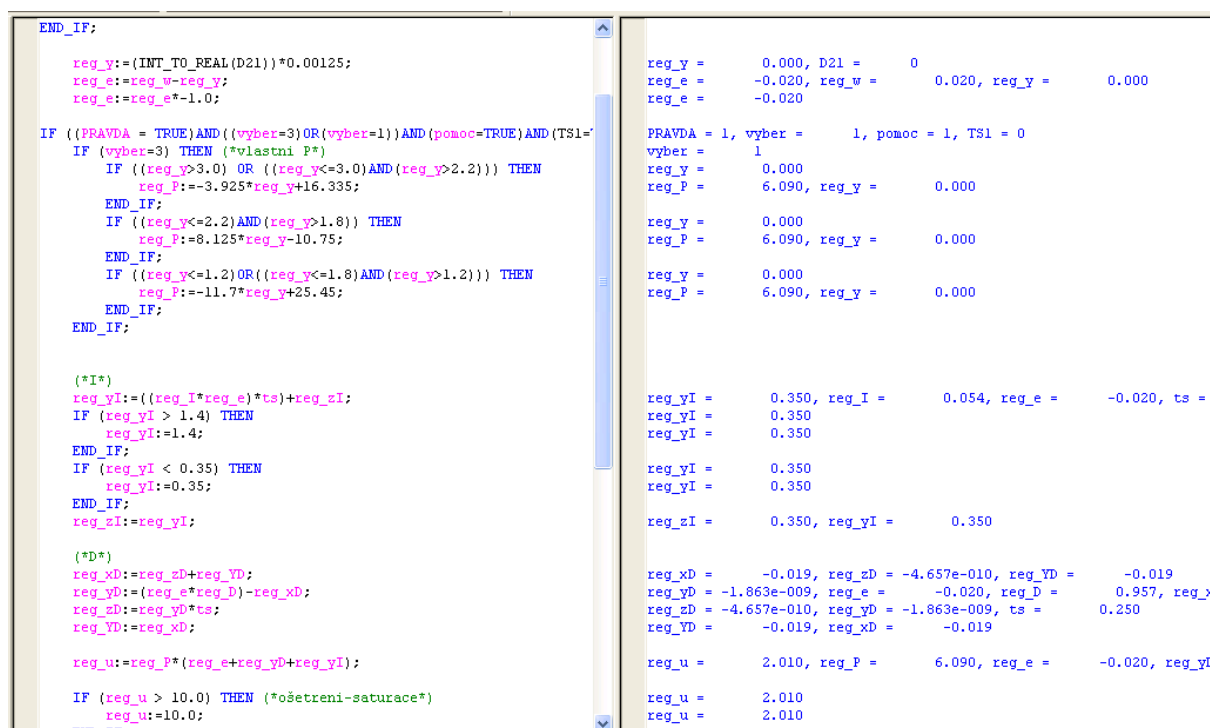 END_IF;
reg_y:=(INT_TO_REAL(D21))*0.00125;
reg_e:=reg_w-reg_y;
reg_e:=reg_e*-1.0;
IF ((PRAVDA = TRUE)AND((vyber=3)OR(vyber=1))AND(pomoc=TRUE)AND(TS1=
IF (vyber=3) THEN (*vlastni P*)
IF ((reg_y>3.0) OR ((reg_y<=3.0)AND(reg_y>2.2))) THEN
reg_P:=-3.925*reg_y+16.335;
END_IF;
IF ((reg_y<=2.2)AND(reg_y>1.8)) THEN
reg_P:=8.125*reg_y-10.75;
END_IF;
IF ((reg_y<=1.2)OR((reg_y<=1.8)AND(reg_y>1.2))) THEN
reg_P:=-11.7*reg_y+25.45;
END_IF;
END_IF;
(*I*)
reg_yI:=((reg_I*reg_e)*ts)+reg_zI;
IF (reg_yI > 1.4) THEN
reg_yI:=1.4;
END_IF;
IF (reg_yI < 0.35) THEN
reg_yI:=0.35;
END_IF;
reg_zI:=reg_yI;
(*D*)
reg_xD:=reg_zD+reg_YD;
reg_yD:=(reg_e*reg_D)-reg_xD;
reg_zD:=reg_yD*ts;
reg_YD:=reg_xD;
reg_u:=reg_P*(reg_e+reg_yD+reg_yI);
IF (reg_u > 10.0) THEN (*ošetreni-saturace*)
reg_u:=10.0;
reg_y = 0.000, D21 = 0
reg_e = -0.020, reg_w = 0.020, reg_y = 0.000
reg_e = -0.020
PRAVDA = 1, vyber = 1, pomoc = 1, TS1 = 0
vyber = 1
reg_y = 0.000
reg_P = 6.090, reg_y = 0.000
reg_y = 0.000
reg_P = 6.090, reg_y = 0.000
reg_y = 0.000
reg_P = 6.090, reg_y = 0.000
reg_yI = 0.350, reg_I = 0.054, reg_e = -0.020, ts =
reg_yI = 0.350
reg_yI = 0.350
reg_yI = 0.350
reg_yI = 0.350
reg_zI = 0.350, reg_yI = 0.350
reg_xD = -0.019, reg_zD = -4.657e-010, reg_YD = -0.019
reg_yD = -1.863e-009, reg_e = -0.020, reg_D = 0.957, reg_x
reg_zD = -4.657e-010, reg_yD = -1.863e-009, ts = 0.250
reg_YD = -0.019, reg_xD = -0.019
reg_u = 2.010, reg_P = 6.090, reg_e = -0.020, reg_yD
reg_u = 2.010
reg_u = 2.010